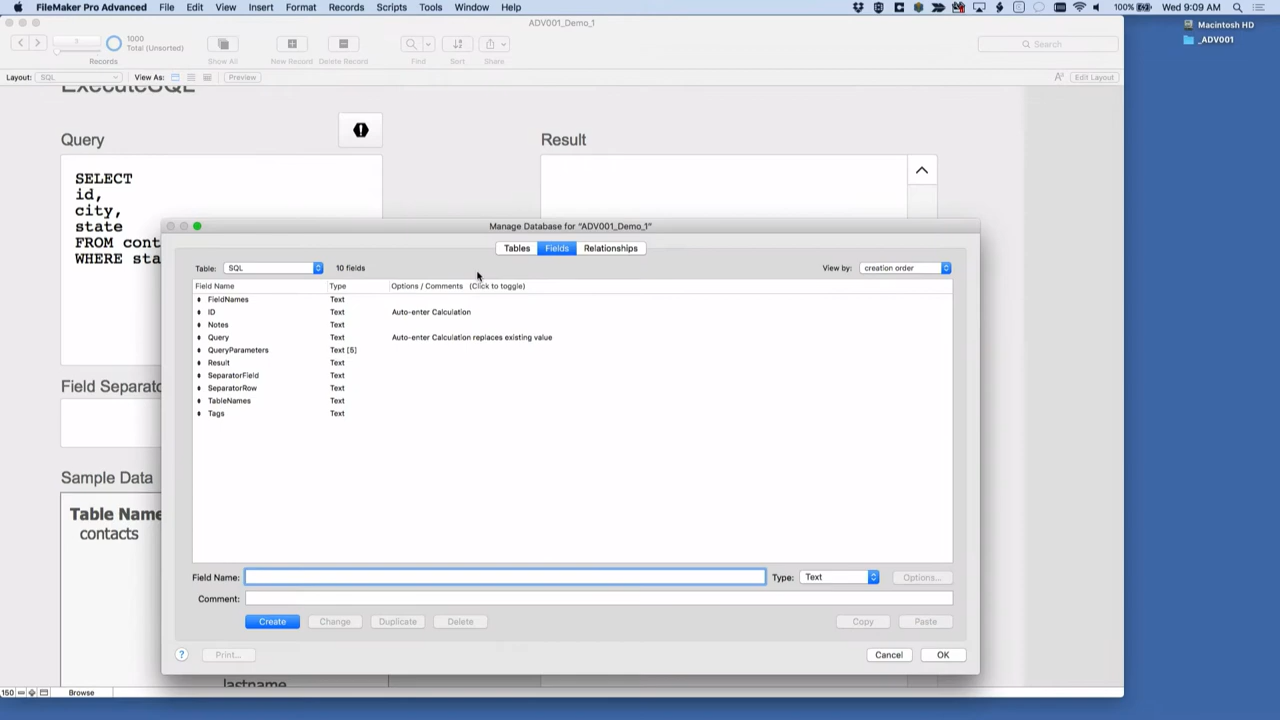 FileMaker Pro Advanced File Edit View Insert Format Records Scripts Tools Window Help 100% Wed 9:09 AM
ADV001_Demo_1
Macintosh HD
_ADV001
7 1000
Total (Unsorted)
Search
Records Show All New Record Delete Record Find Sort Share
Layout: SQL View As: Preview Edit Layout
ExecuteSQL
Query
Result
SELECT
id,
city,
state
FROM cont
WHERE sta
Manage Database for “ADV001_Demo_1”
Tables Fields Relationships
Table: SQL 10 fields View by: creation order
Field Name Type Options / Comments (Click to toggle)
FieldNames Text
ID Text Auto-enter Calculation
Notes Text
Query Text Auto-enter Calculation replaces existing value
QueryParameters Text [5]
Result Text
SeparatorField Text
SeparatorRow Text
TableNames Text
Tags Text
Field Separato
Sample Data
Table Name
contacts
Field Name: Type: Text Options...
Comment:
Create Change Duplicate Delete Copy Paste
? Print... Cancel OK
lastname
150 Browse